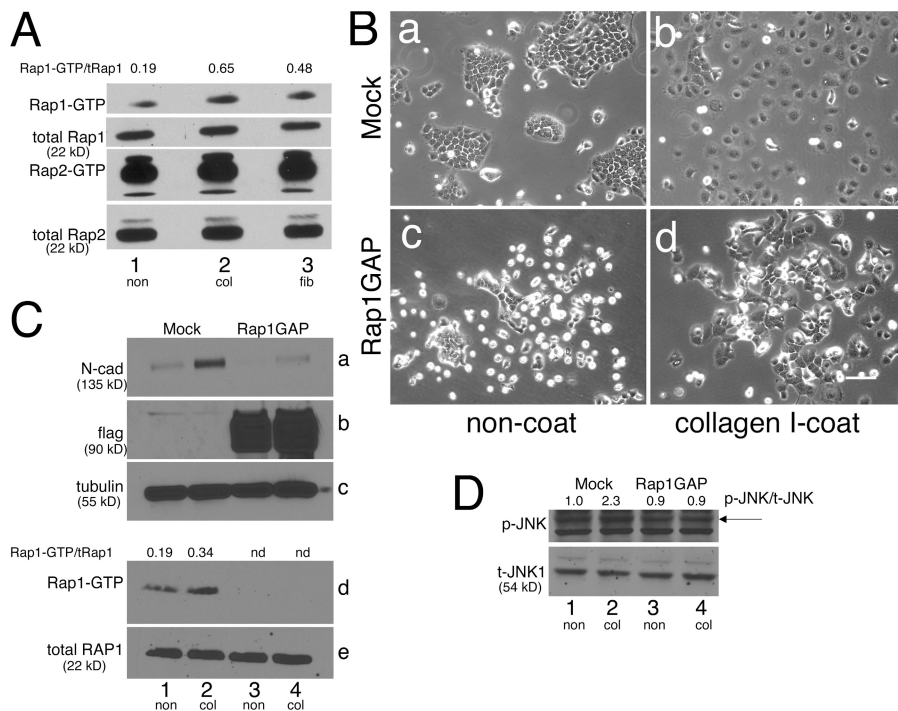 A
Rap1-GTP/tRap1 0.19 0.65 0.48
Rap1-GTP
total Rap1
(22 kD)
Rap2-GTP
total Rap2
(22 kD)
1 2 3
non col fib
B
a b
Mock
c d
Rap1GAP
non-coat collagen I-coat
C
Mock Rap1GAP
N-cad
(135 kD)
a
flag
(90 kD)
b
tubulin
(55 kD)
c
Rap1-GTP/tRap1 0.19 0.34 nd nd
Rap1-GTP
d
total RAP1
(22 kD)
e
1 2 3 4
non col non col
D
Mock Rap1GAP
1.0 2.3 0.9 0.9 p-JNK/t-JNK
p-JNK
t-JNK1
(54 kD)
1 2 3 4
non col non col